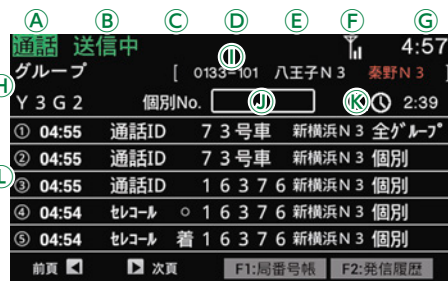 Ⓐ Ⓑ Ⓒ Ⓓ Ⓔ Ⓕ Ⓖ
通話 送信中 4:57
Ⓘ
グループ [ 0133-101 八王子N3 秦野N3 ]
Ⓗ
Y3G2 個別No. Ⓙ Ⓚ 2:39
① 04:55 通話ID 73号車 新横浜N3 全グループ
② 04:55 通話ID 73号車 新横浜N3 個別
Ⓛ
③ 04:55 通話ID 16376 新横浜N3 個別
④ 04:54 セレコール ○ 16376 新横浜N3 個別
⑤ 04:54 セレコール 着 16376 新横浜N3 個別
前頁 ◀ ▶ 次頁 F1:局番号帳 F2:発信履歴